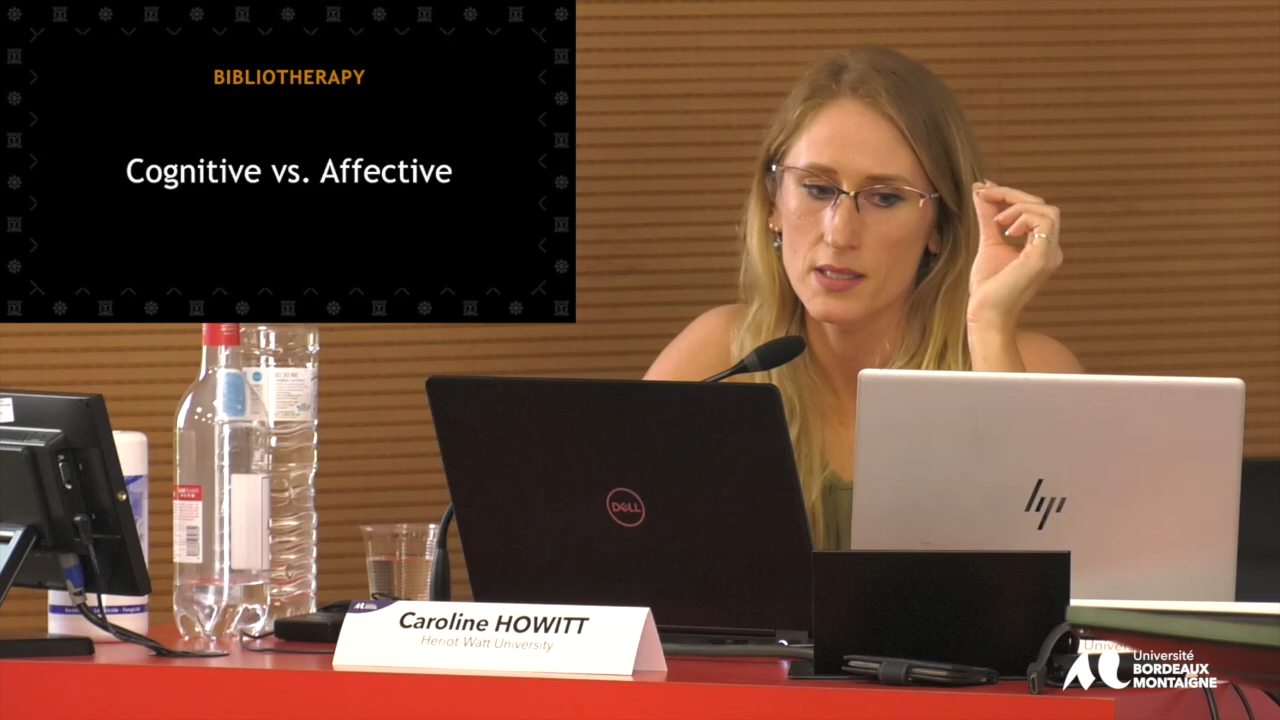 BIBLIOTHERAPY
Cognitive vs. Affective
DELL
hp
Caroline HOWITT
Heriot Watt University
Université
BORDEAUX
MONTAIGNE